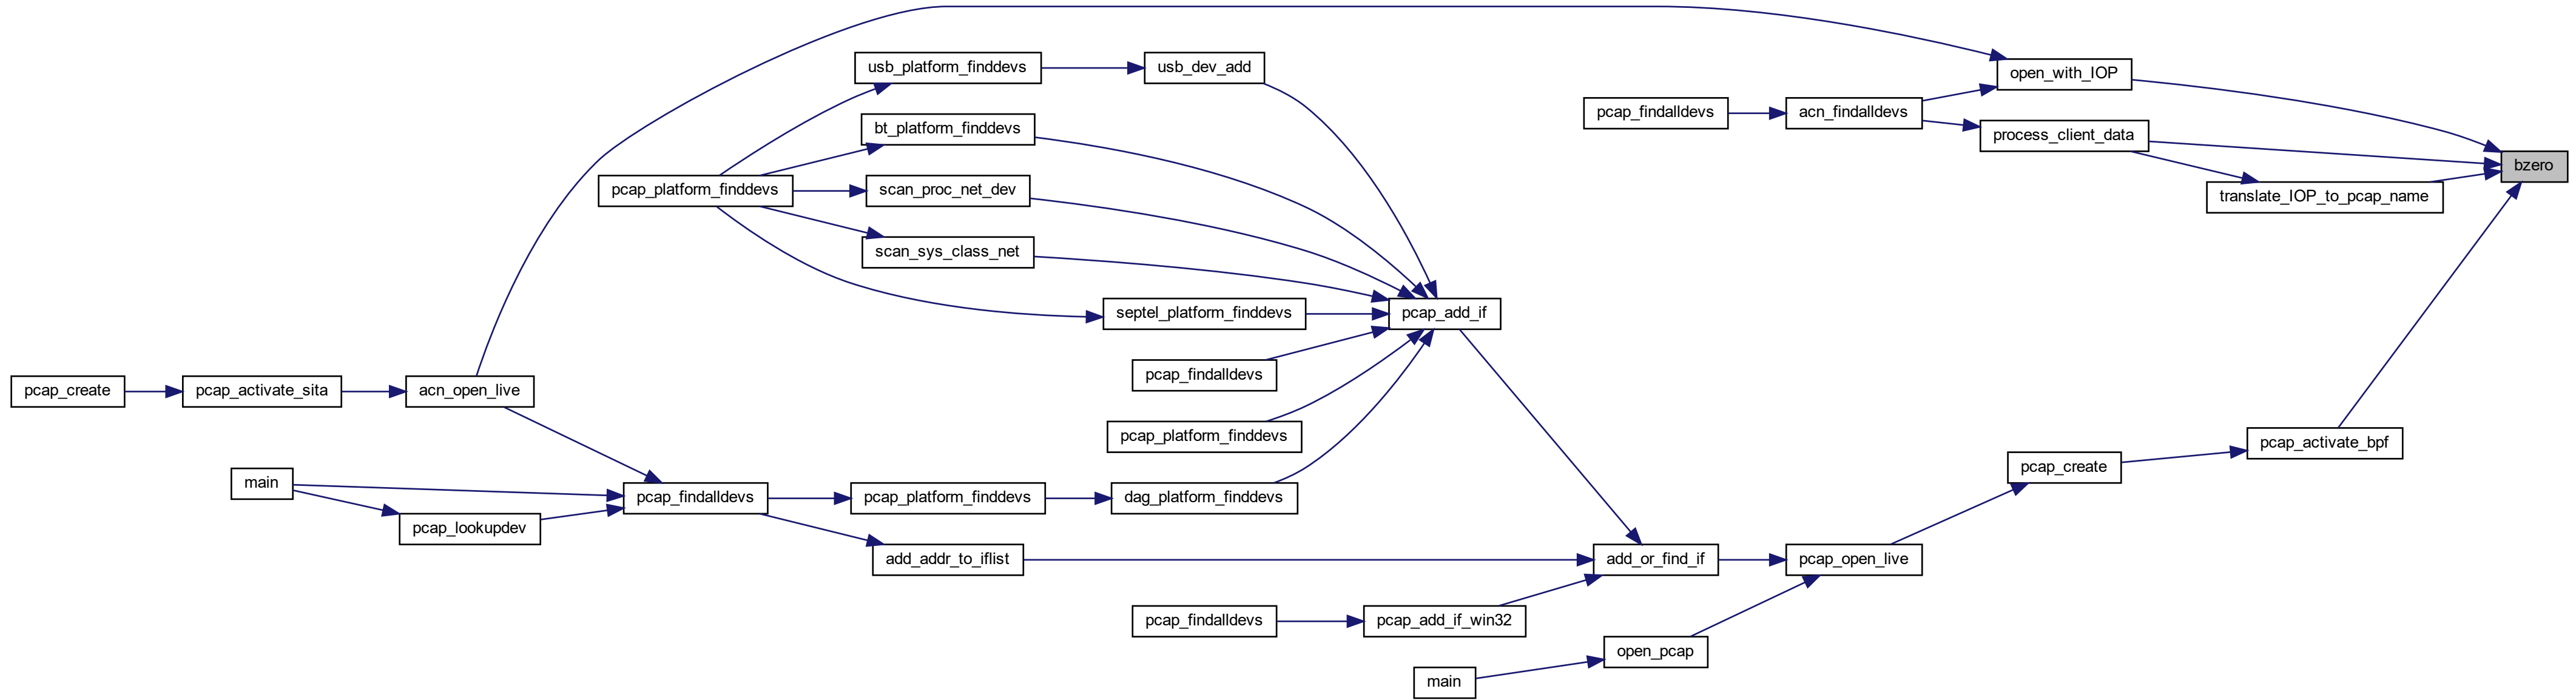 usb_platform_finddevs
usb_dev_add
open_with_IOP
pcap_findalldevs
acn_findalldevs
bt_platform_finddevs
process_client_data
bzero
pcap_platform_finddevs
scan_proc_net_dev
translate_IOP_to_pcap_name
scan_sys_class_net
septel_platform_finddevs
pcap_add_if
pcap_findalldevs
pcap_create
pcap_activate_sita
acn_open_live
pcap_platform_finddevs
pcap_activate_bpf
pcap_create
main
pcap_findalldevs
pcap_platform_finddevs
dag_platform_finddevs
pcap_lookupdev
add_addr_to_iflist
add_or_find_if
pcap_open_live
pcap_findalldevs
pcap_add_if_win32
open_pcap
main